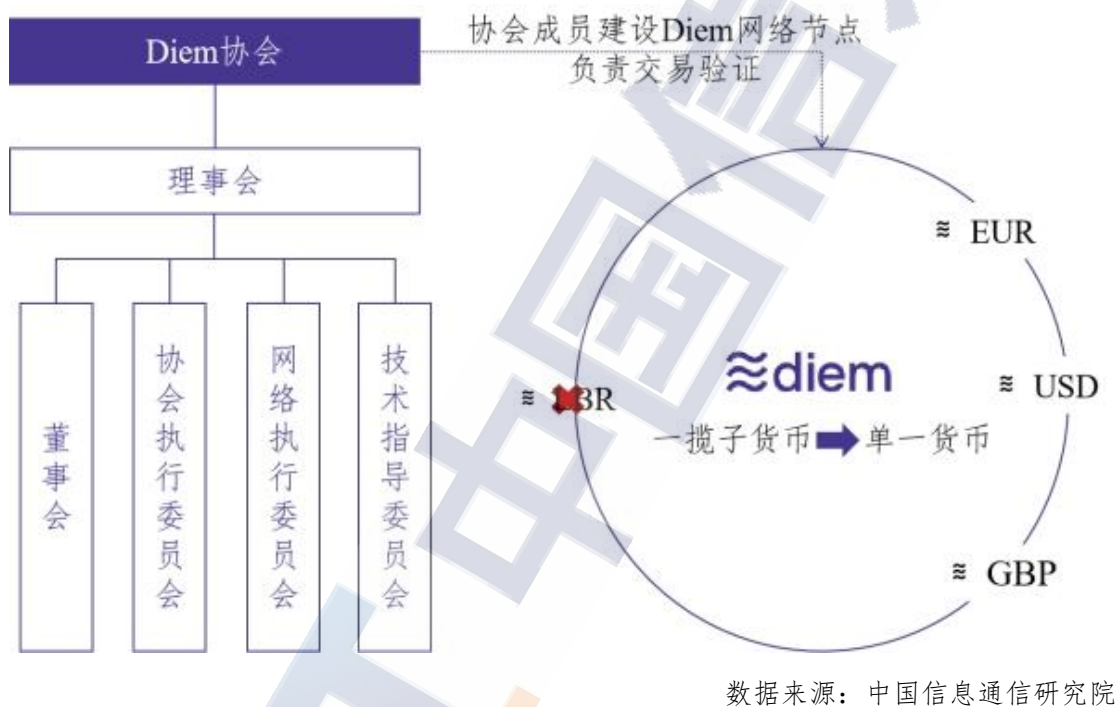 Diem协会
协会成员建设Diem网络节点
负责交易验证
理事会
董事会
协会执行委员会
网络执行委员会
技术指导委员会
≋ EUR
≋ USD
≋ GBP
≋diem
一揽子货币➡单一货币
数据来源：中国信息通信研究院